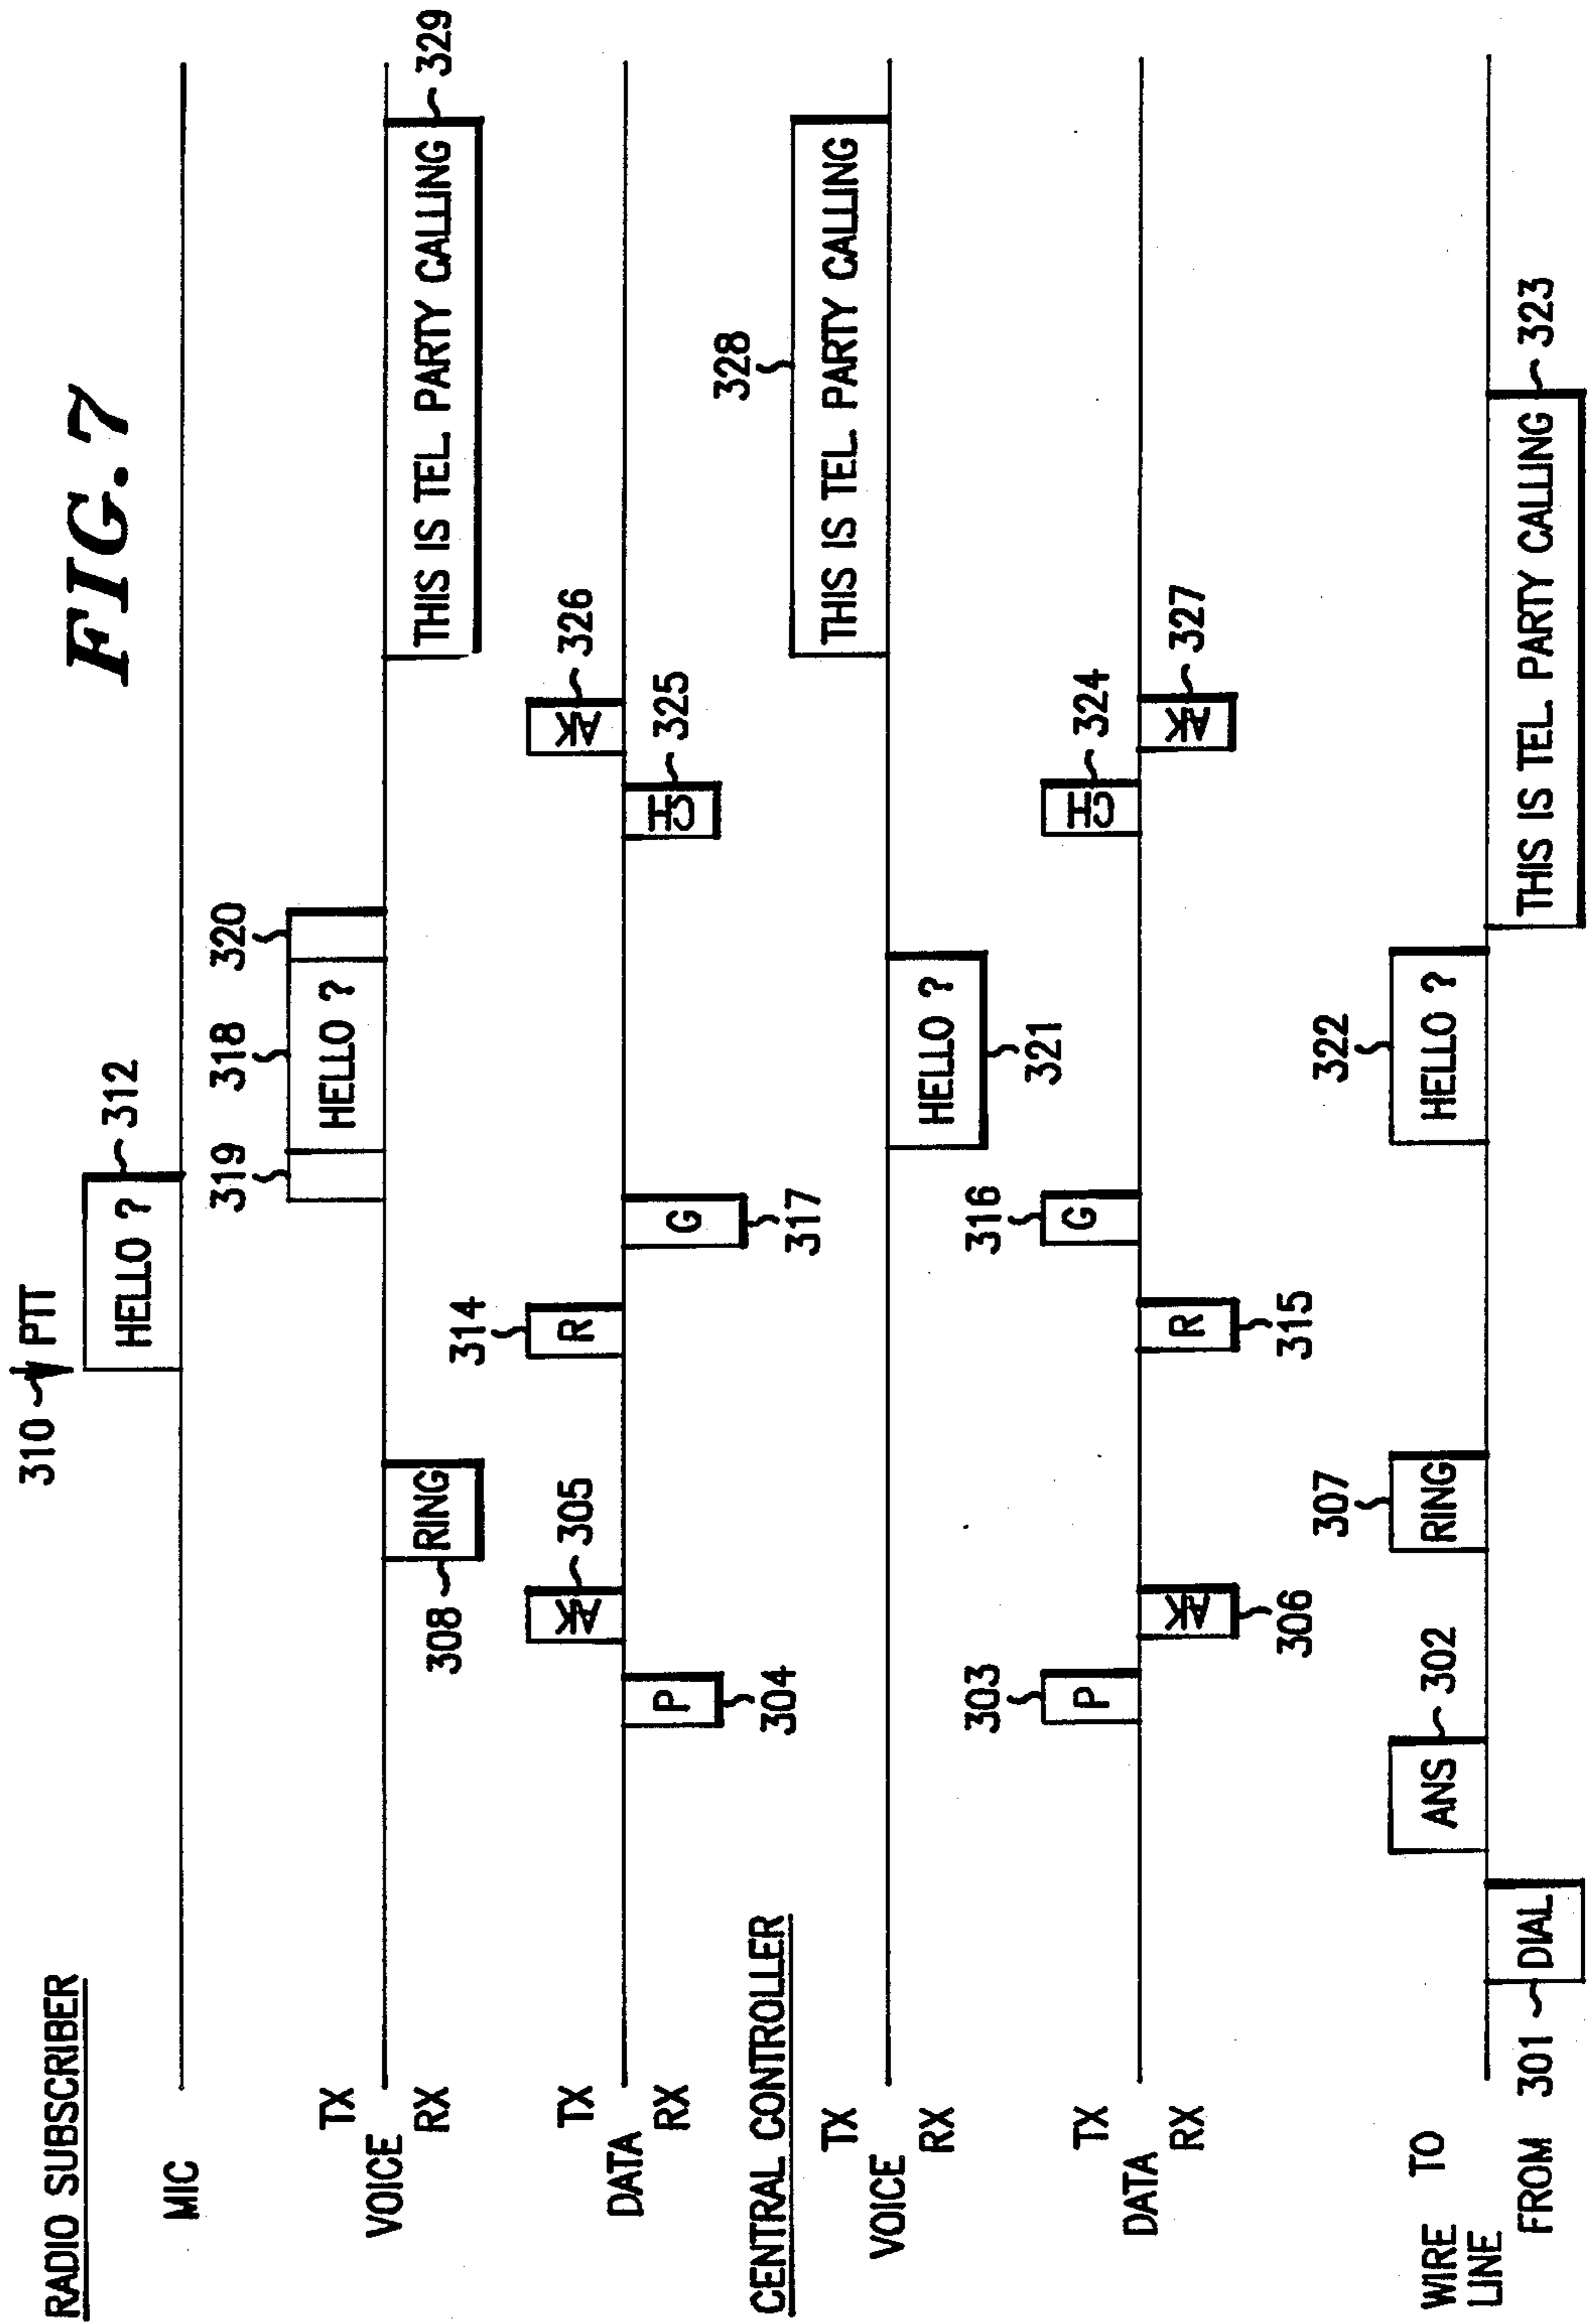 FIG. 7
RADIO SUBSCRIBER
310 PTT
MIC
HELLO ?
312
TX
VOICE
RX
308
RING
319
318
320
HELLO ?
THIS IS TEL. PARTY CALLING
329
TX
DATA
RX
P
304
AK
305
314
R
G
317
325
AK
326
CENTRAL CONTROLLER
TX
VOICE
RX
HELLO ?
321
328
THIS IS TEL. PARTY CALLING
TX
DATA
RX
303
P
AK
306
R
315
316
G
324
AK
327
WIRE LINE
TO
FROM
301
DIAL
ANS
302
307
RING
322
HELLO ?
THIS IS TEL. PARTY CALLING
323